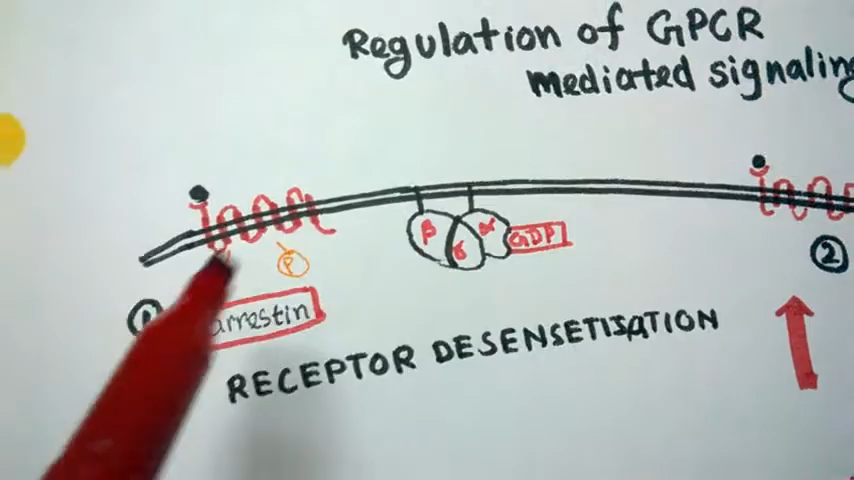 Regulation of GPCR
mediated signaling
β γ α GDP
P
②
① arrestin
RECEPTOR DESENSETISATION